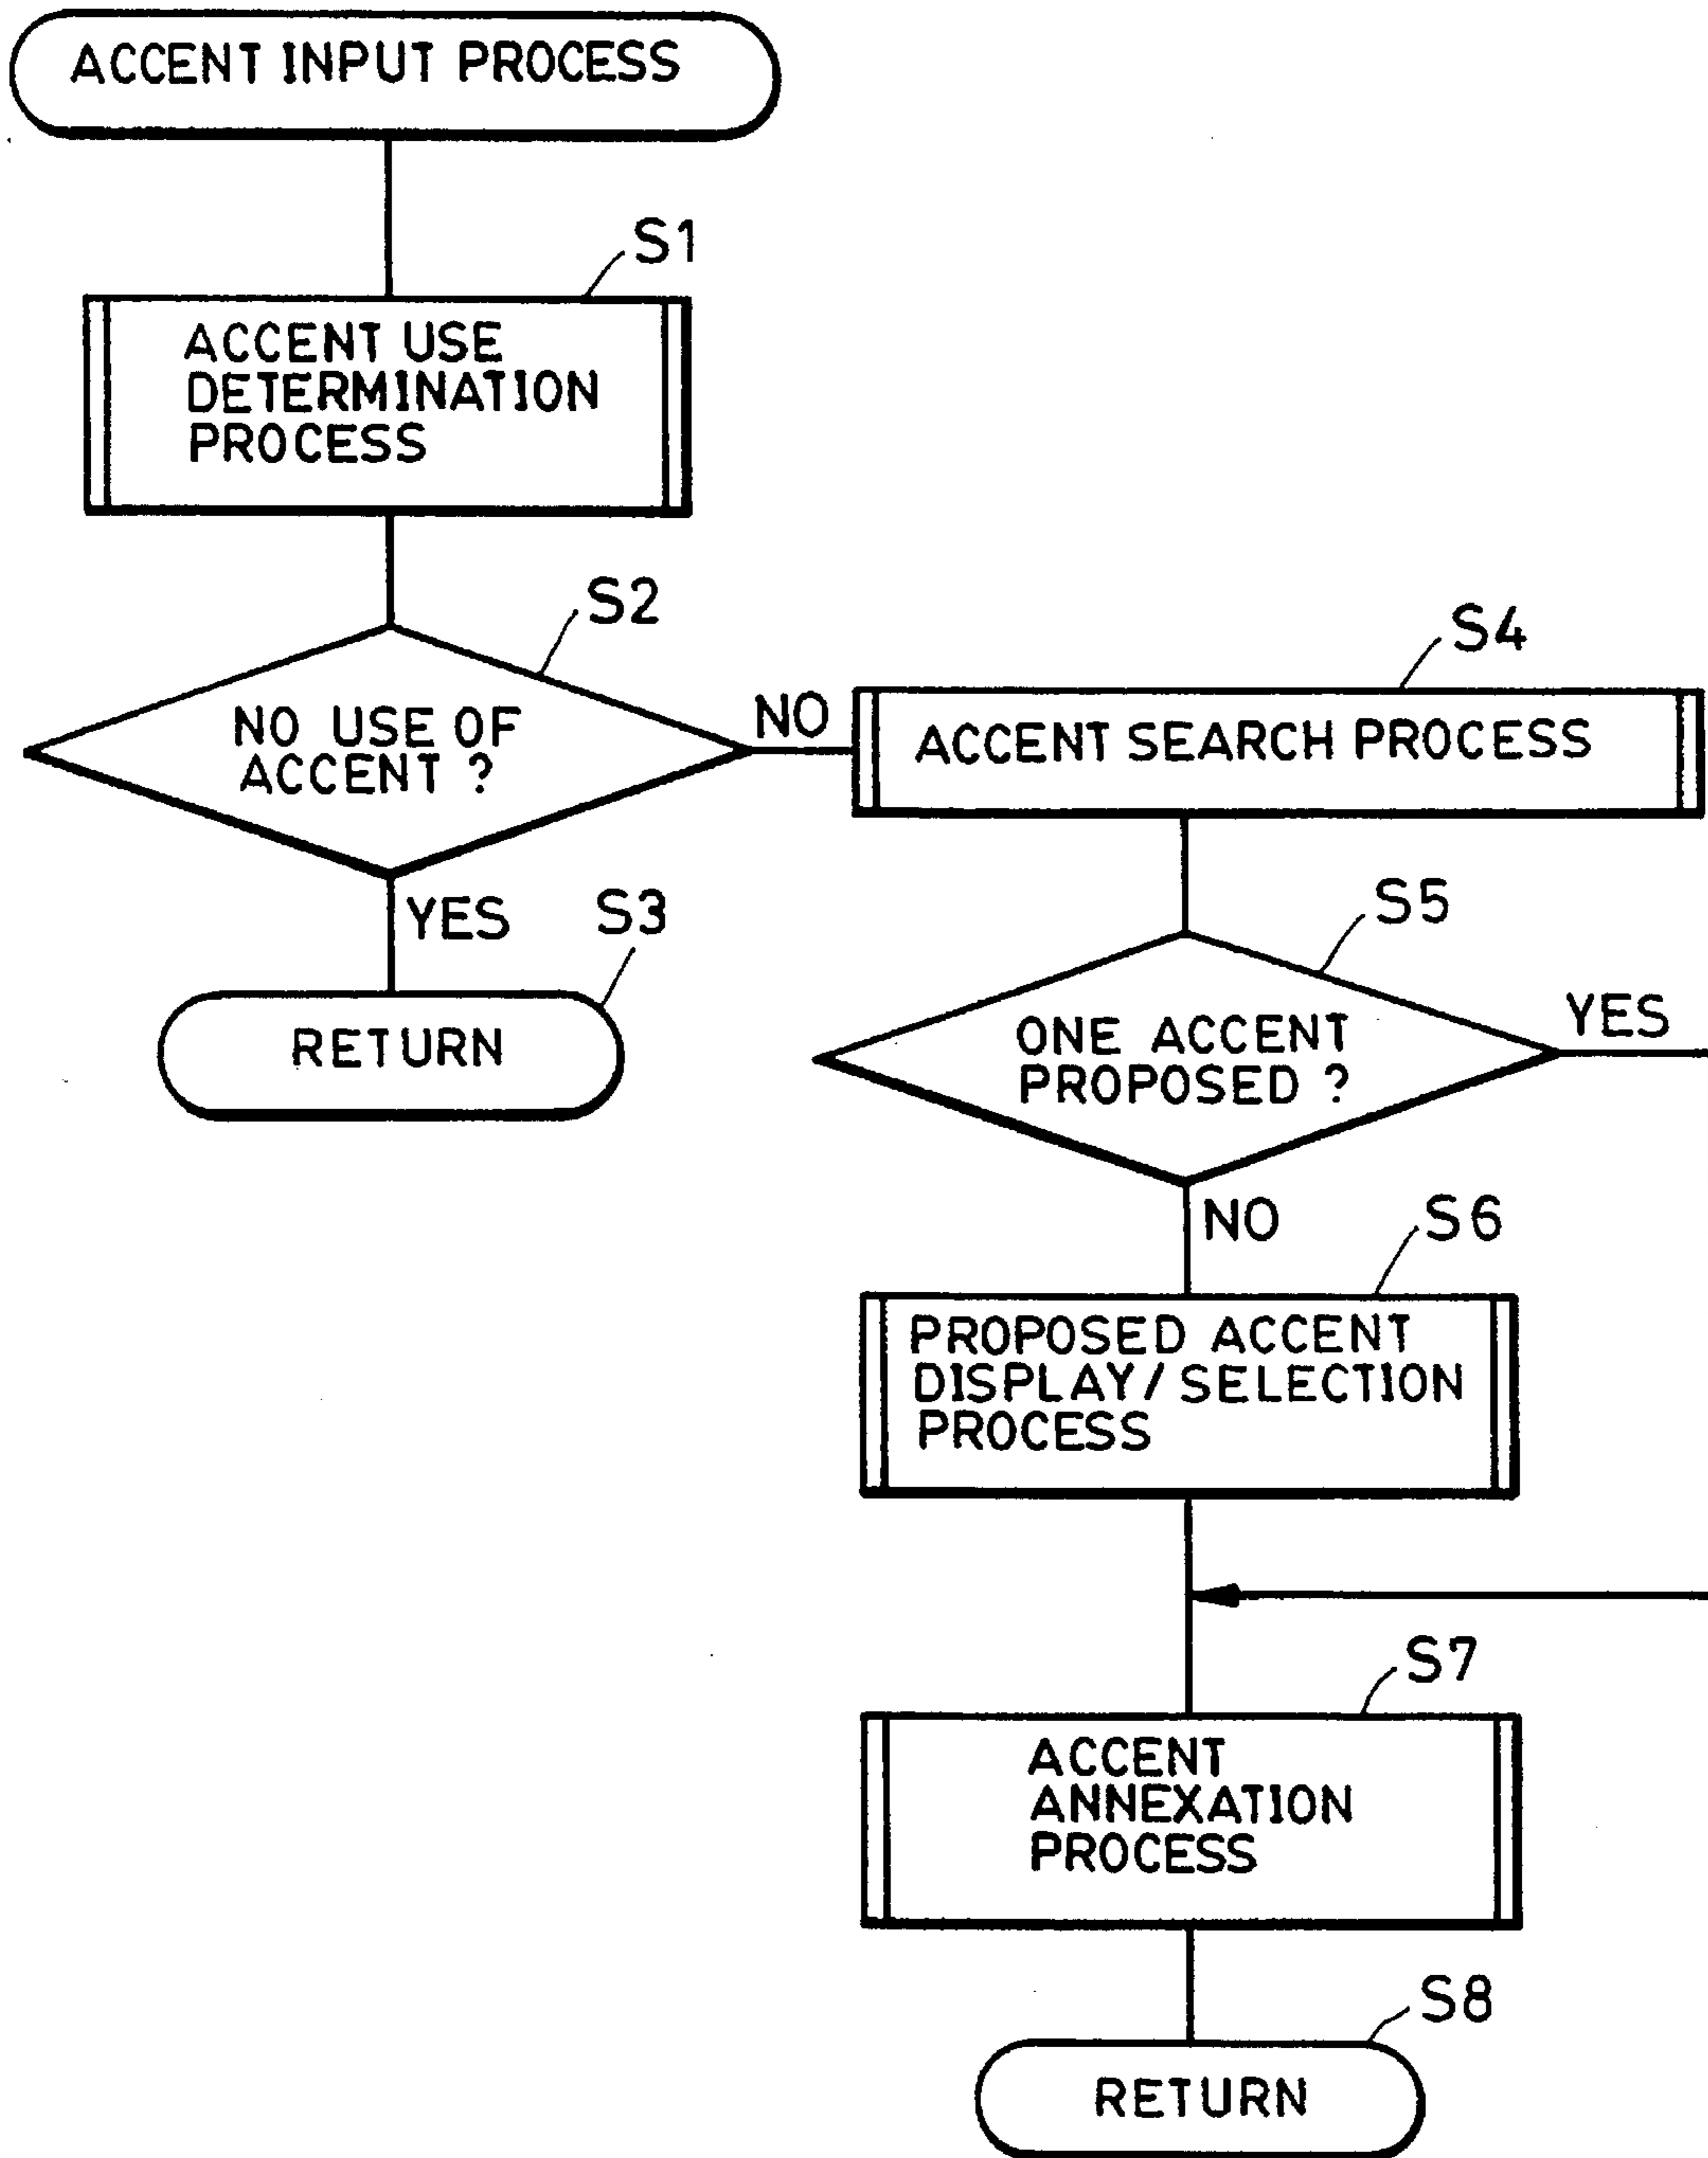 ACCENT INPUT PROCESS
S1
ACCENT USE
DETERMINATION
PROCESS
S2
NO USE OF
ACCENT ?
NO
YES
S3
RETURN
S4
ACCENT SEARCH PROCESS
S5
ONE ACCENT
PROPOSED ?
YES
NO
S6
PROPOSED ACCENT
DISPLAY/SELECTION
PROCESS
S7
ACCENT
ANNEXATION
PROCESS
S8
RETURN